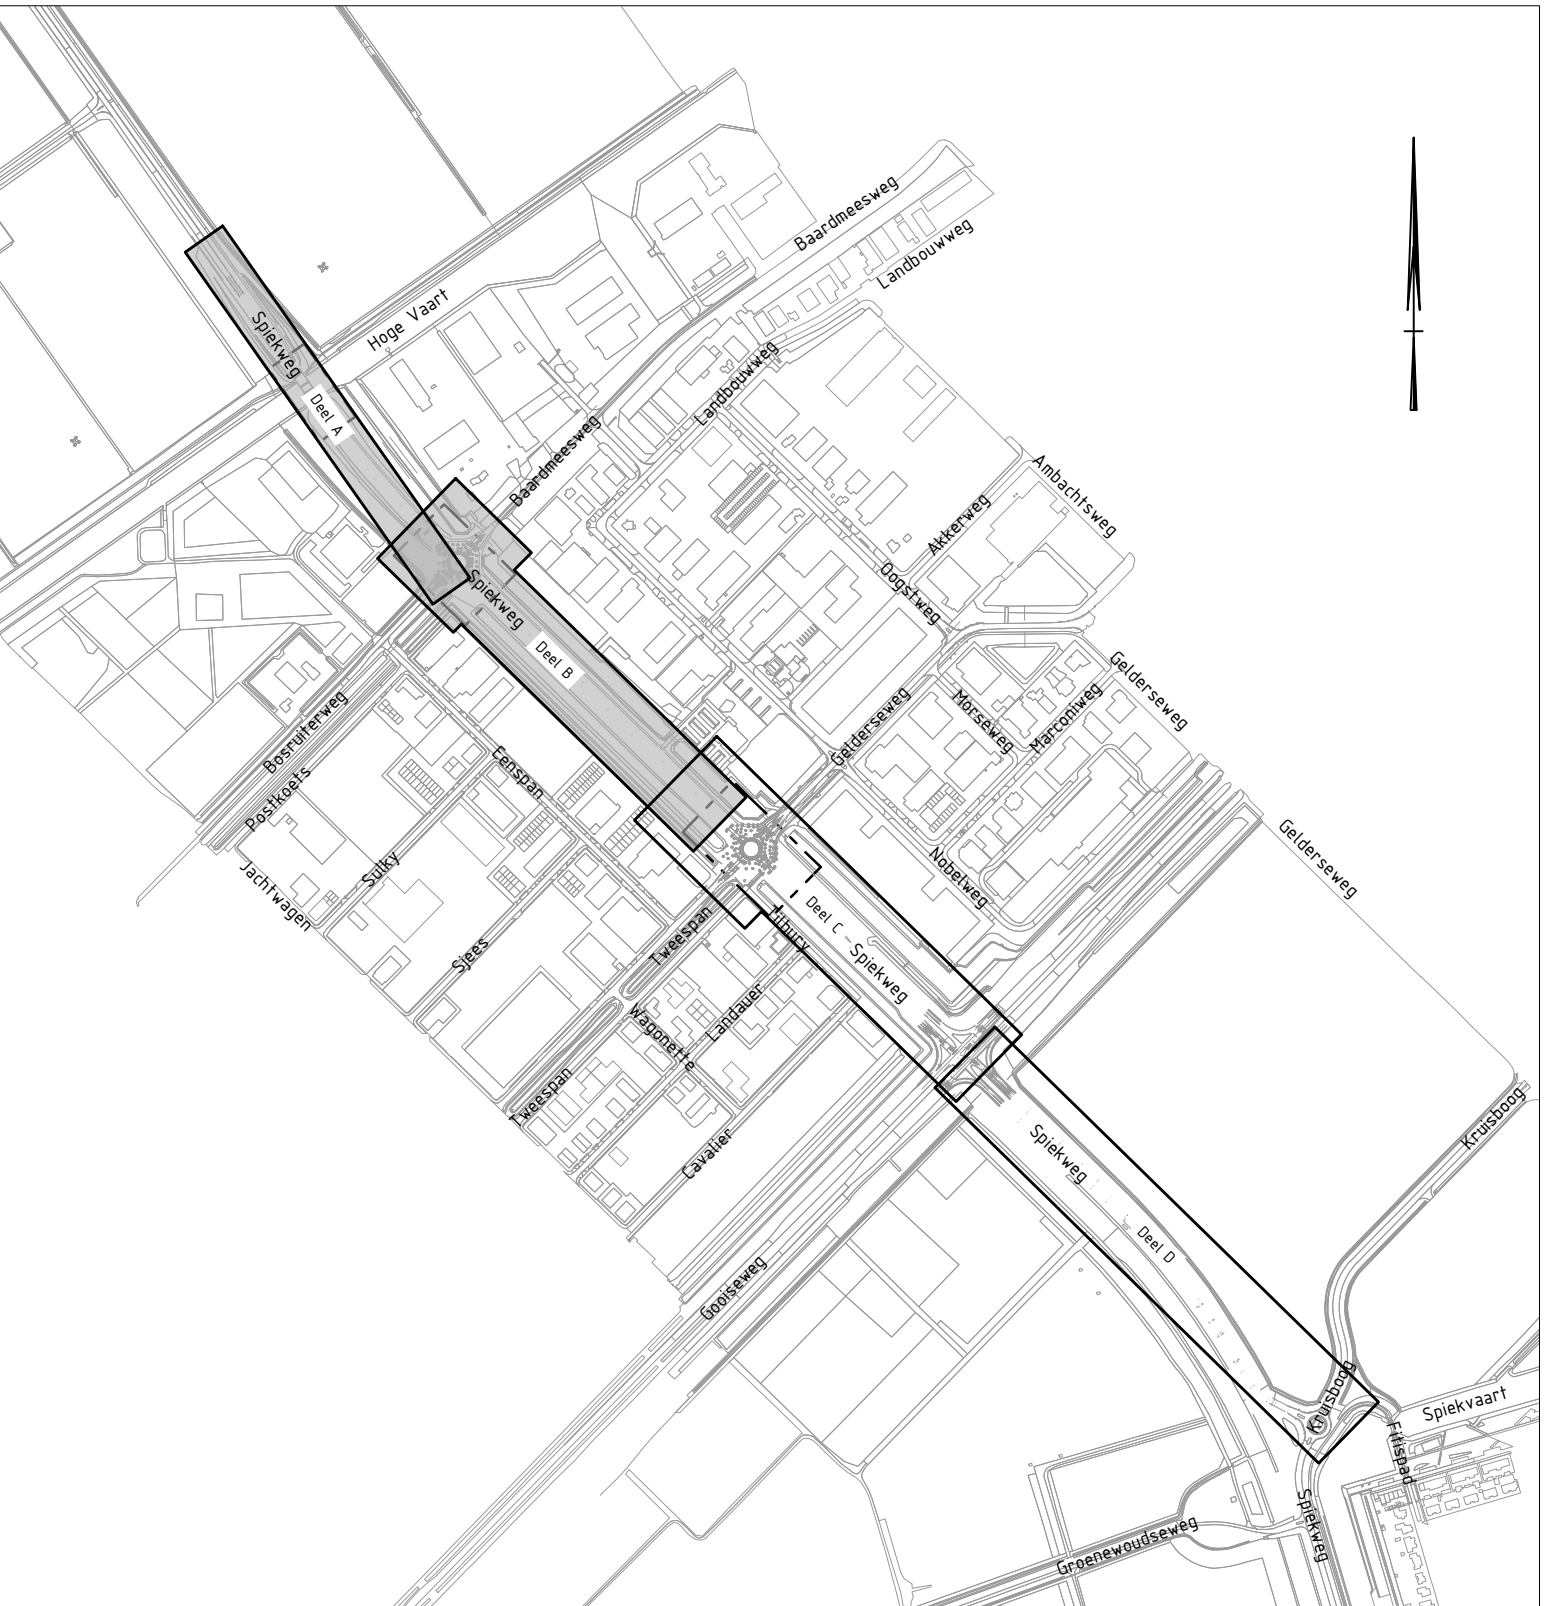 Baardmeesweg
Landbouwweg
Hoge Vaart
Spiekweg
Deel A
Landbouwweg
Baardmeesweg
Ambachtsweg
Akkerweg
Oogstweg
Spiekweg
Deel B
Gelderseweg
Gelderseweg
Morseweg
Marconiweg
Bosruiterweg
Postkoets
Eenspan
Gelderseweg
Nobelweg
Sulky
Jachtwagen
Tilbury
Deel C - Spiekweg
Tweespan
Sjees
Landauer
Wagonette
Tweespan
Kruisboog
Cavalier
Spiekweg
Deel D
Gooiseweg
Kruisboog
Spiekvaart
Fitispad
Spiekweg
Groenewoudseweg